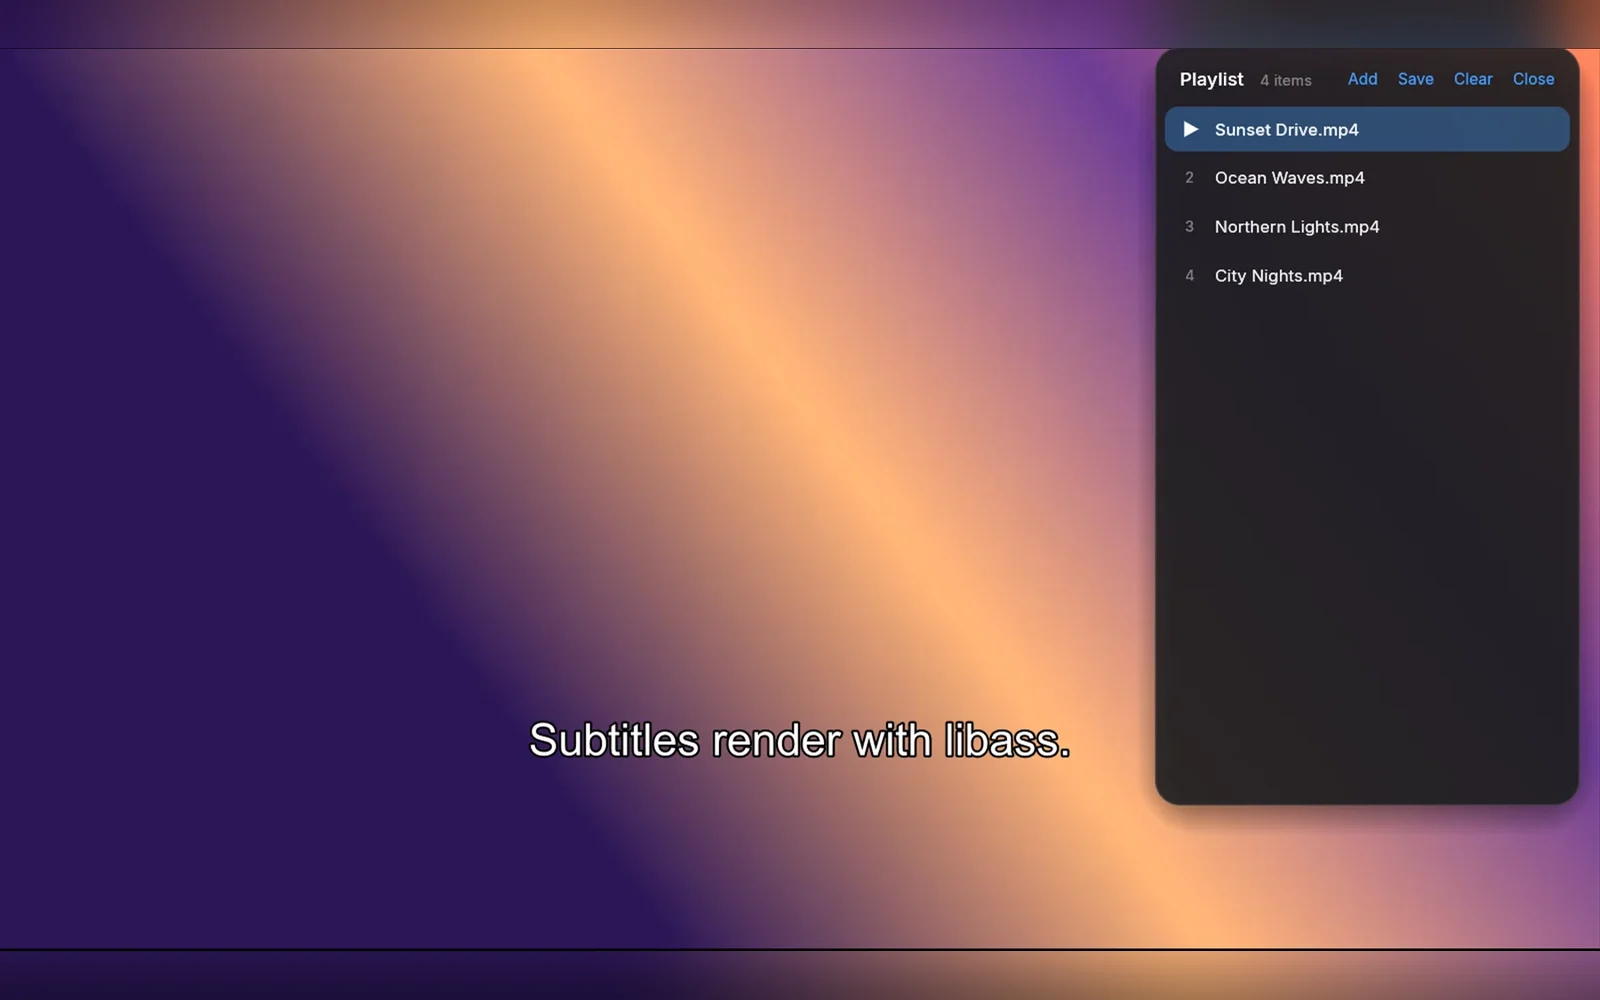 Playlist 4 items Add Save Clear Close
Sunset Drive.mp4
2 Ocean Waves.mp4
3 Northern Lights.mp4
4 City Nights.mp4
Subtitles render with libass.